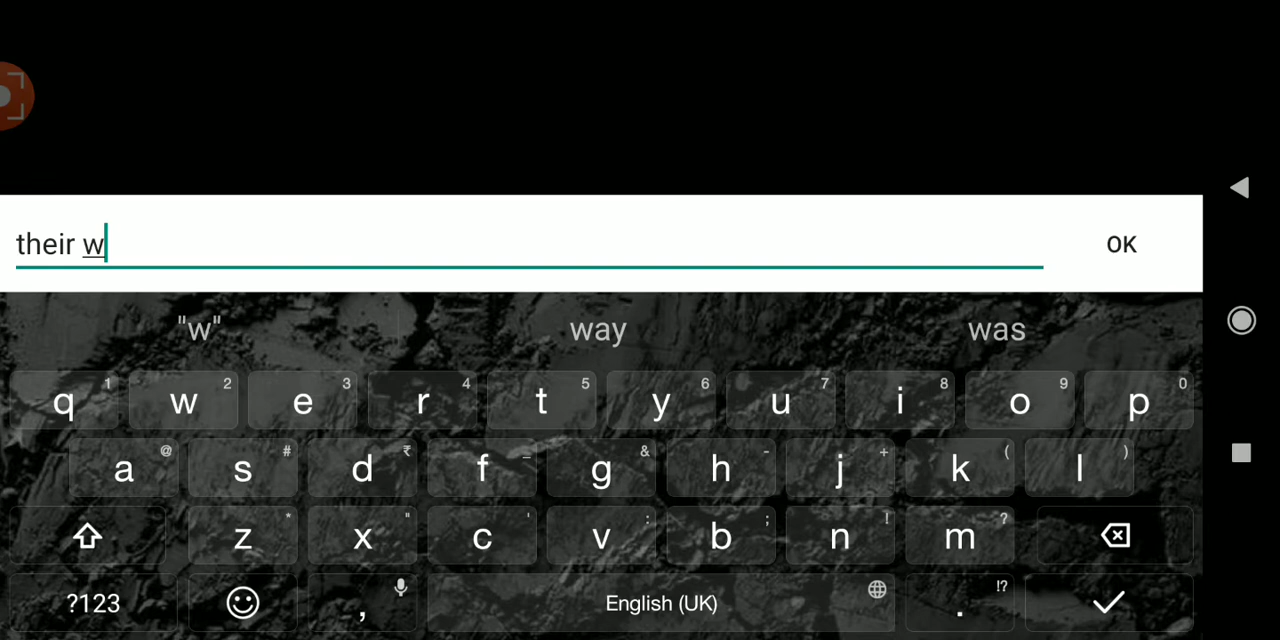 their w
OK
"w" way was
q 1 w 2 e 3 r 4 t 5 y 6 u 7 i 8 o 9 p 0
a @ s # d ₹ f _ g & h - j + k ( l )
z * x " c ' v : b ; n ! m ?
?123 , English (UK) . !?